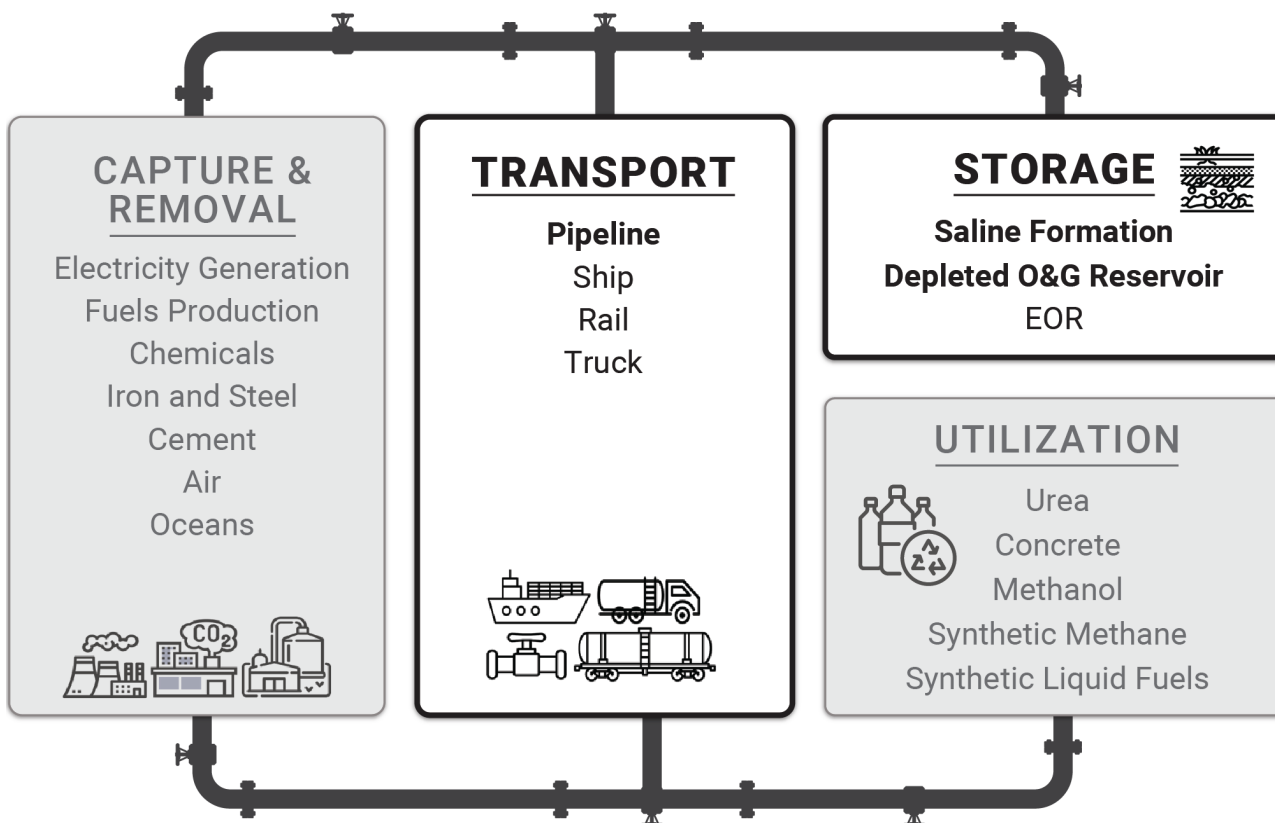 CAPTURE &
REMOVAL
Electricity Generation
Fuels Production
Chemicals
Iron and Steel
Cement
Air
Oceans
CO2
TRANSPORT
Pipeline
Ship
Rail
Truck
STORAGE
Saline Formation
Depleted O&G Reservoir
EOR
UTILIZATION
Urea
Concrete
Methanol
Synthetic Methane
Synthetic Liquid Fuels